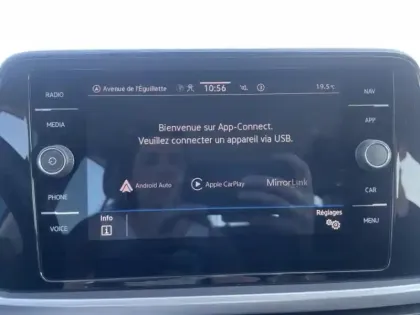 RADIO
Avenue de l'Éguillette
10:56
19.5°C
NAV
MEDIA
APP
Bienvenue sur App-Connect.
Veuillez connecter un appareil via USB.
Android Auto
Apple CarPlay
MirrorLink
PHONE
CAR
VOICE
Info
Réglages
MENU